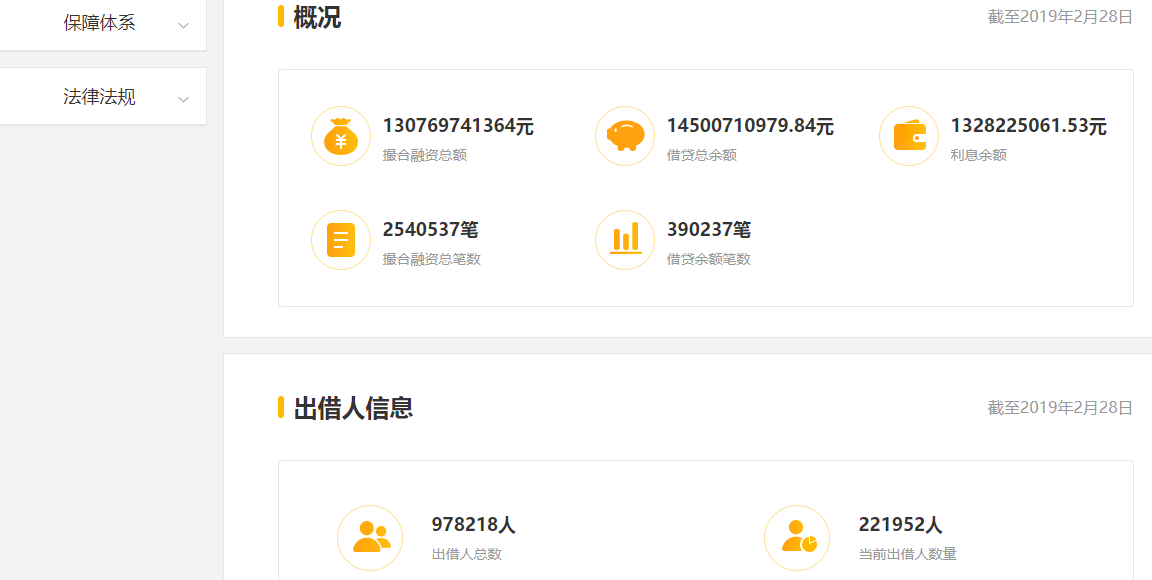 保障体系
法律法规
概况
截至2019年2月28日
130769741364元
撮合融资总额
14500710979.84元
借贷总余额
1328225061.53元
利息余额
2540537笔
撮合融资总笔数
390237笔
借贷余额笔数
出借人信息
截至2019年2月28日
978218人
出借人总数
221952人
当前出借人数量